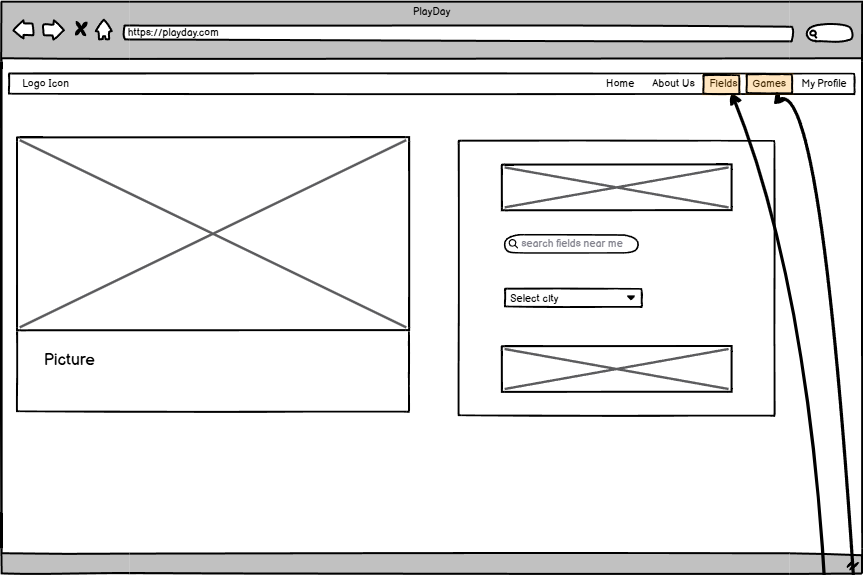 PlayDay
https://playday.com
Logo Icon
Home About Us Fields Games My Profile
search fields near me
Select city
Picture